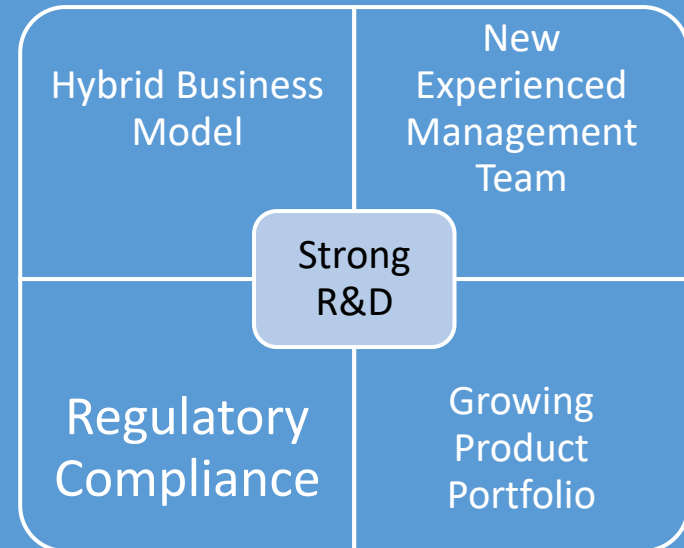 Hybrid Business
Model
New
Experienced
Management
Team
Strong
R&D
Regulatory
Compliance
Growing
Product
Portfolio